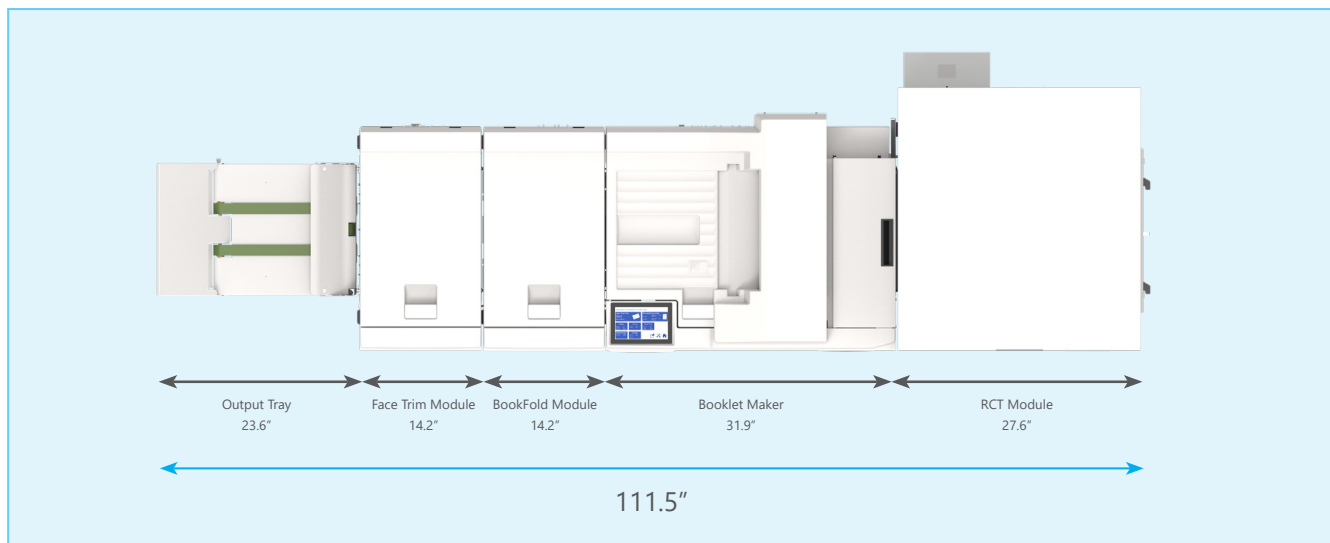 Output Tray
23.6”
Face Trim Module
14.2”
BookFold Module
14.2”
Booklet Maker
31.9”
RCT Module
27.6”
111.5”